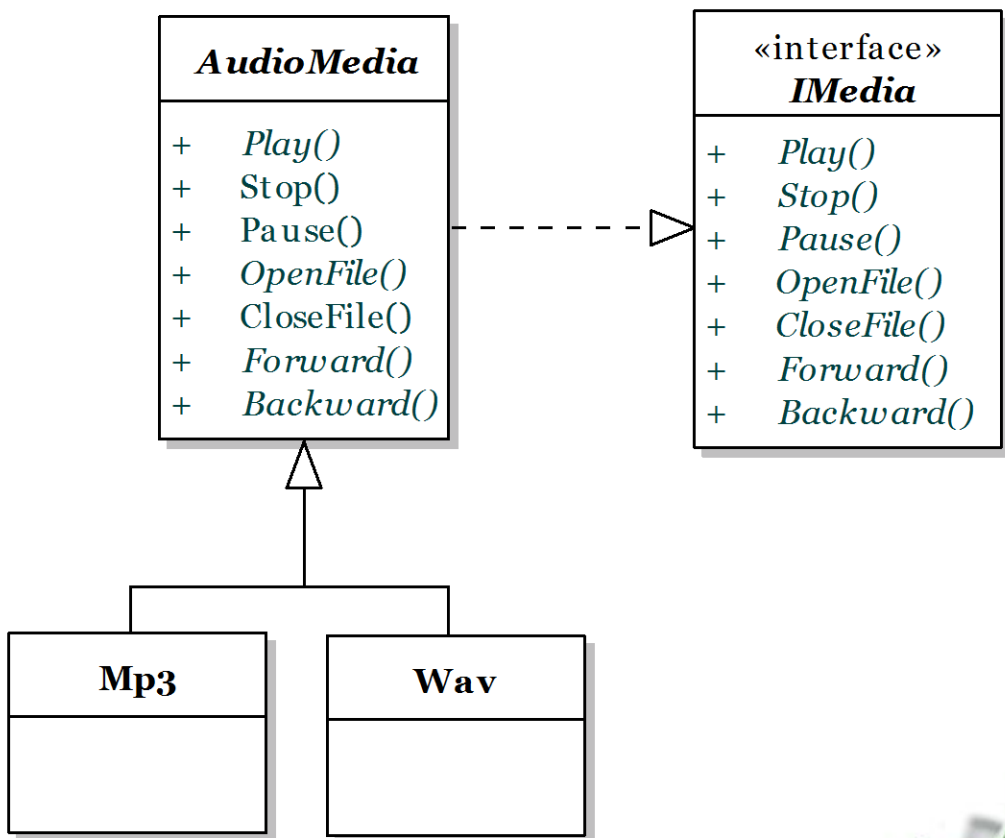 AudioMedia
+ Play()
+ Stop()
+ Pause()
+ OpenFile()
+ CloseFile()
+ Forward()
+ Backward()
«interface»
IMedia
+ Play()
+ Stop()
+ Pause()
+ OpenFile()
+ CloseFile()
+ Forward()
+ Backward()
Mp3
Wav